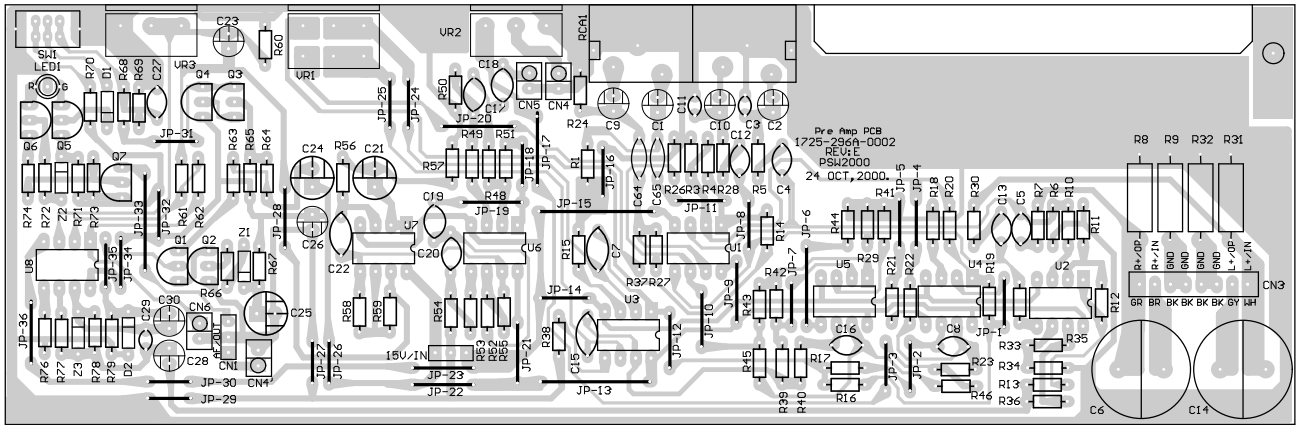 SW1
LED1
R
G
R70
D1
R68
R69
C27
VR3
C23
R60
Q4
Q3
VR1
VR2
RCA1
JP-25
JP-24
R50
C18
C17
CN5
CN4
R24
JP-20
R49
R51
C9
C1
C11
C10
C3
C2
C12
Pre Amp PCB
1725-296A-0002
REV:E
PSW2000
24 OCT,2000.
Q6
Q5
Q7
JP-31
R63
R65
R64
C24
R56
C21
R57
JP-18
JP-17
R1
JP-16
C64
C65
R26
R3
R4
R28
R5
C4
R8
R9
R32
R31
R74
R72
Z2
R71
R73
JP-33
JP-32
R61
R62
JP-28
C26
C19
R48
JP-19
JP-15
JP-11
JP-8
R14
JP-6
R44
R29
R41
JP-5
JP-4
R18
R20
R30
C13
C5
R7
R6
R10
R11
U8
JP-35
JP-34
Q1
Q2
Z1
R67
R66
C22
U7
C20
U6
R15
C7
R37
R27
U1
JP-9
R42
JP-7
U5
R21
R22
U4
R19
U2
R+/OP
R+/IN
GND
GND
GND
GND
L+/OP
L+/IN
CN3
GR
BR
BK
BK
BK
BK
GY
WH
JP-36
C29
C30
CN6
C25
R58
R59
R54
R53
R52
R55
JP-21
JP-14
U3
R38
C15
JP-12
JP-10
R43
JP-1
R12
R76
R77
Z3
R78
R79
D2
C28
AF/OUT
CN1
CN4
JP-27
JP-26
15V/IN
JP-23
JP-22
JP-13
R45
R39
R40
R17
C16
R16
JP-3
JP-2
C8
R23
R46
R33
R35
R34
R13
R36
C6
C14
JP-30
JP-29